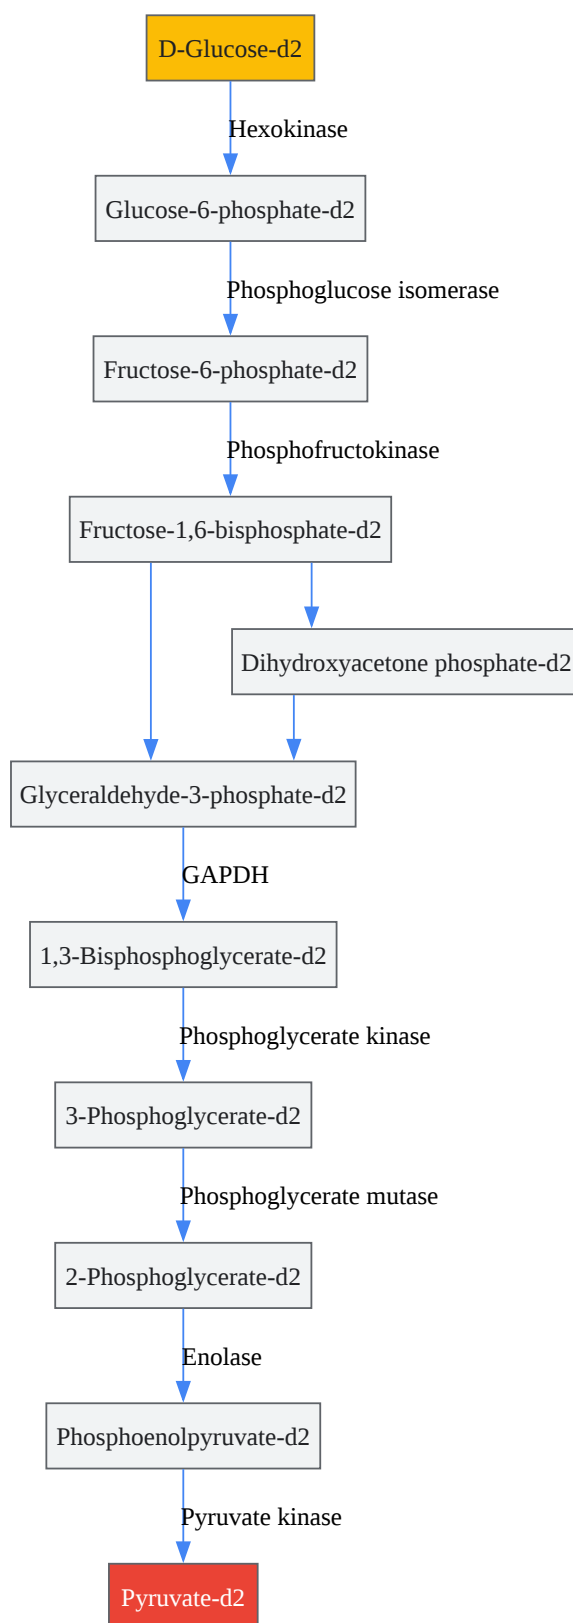 D-Glucose-d2
Hexokinase
Glucose-6-phosphate-d2
Phosphoglucose isomerase
Fructose-6-phosphate-d2
Phosphofructokinase
Fructose-1,6-bisphosphate-d2
Dihydroxyacetone phosphate-d2
Glyceraldehyde-3-phosphate-d2
GAPDH
1,3-Bisphosphoglycerate-d2
Phosphoglycerate kinase
3-Phosphoglycerate-d2
Phosphoglycerate mutase
2-Phosphoglycerate-d2
Enolase
Phosphoenolpyruvate-d2
Pyruvate kinase
Pyruvate-d2